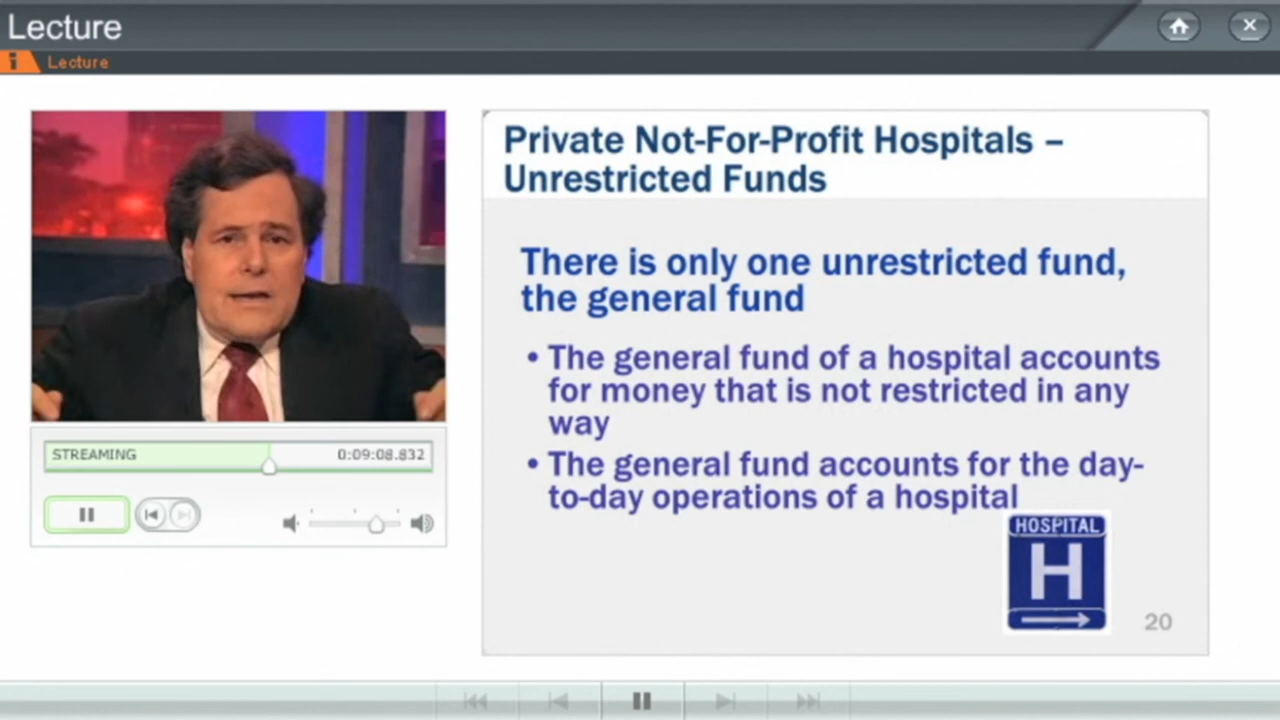 Lecture
i Lecture
Private Not-For-Profit Hospitals –
Unrestricted Funds
There is only one unrestricted fund,
the general fund
• The general fund of a hospital accounts
for money that is not restricted in any
way
• The general fund accounts for the day-
to-day operations of a hospital
STREAMING 0:09:08.832
HOSPITAL
H
20